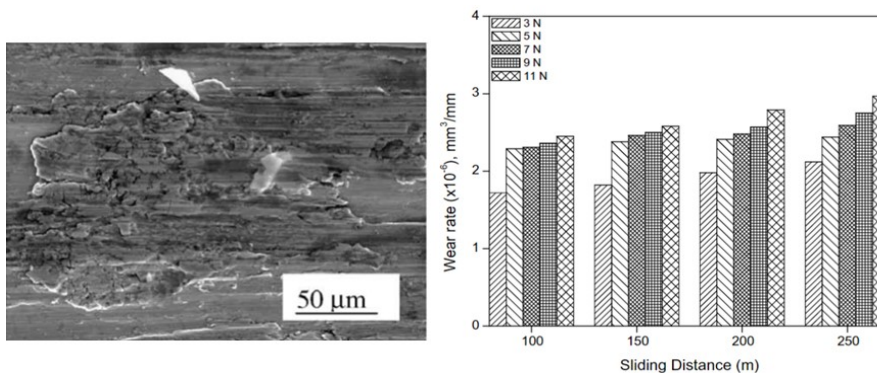 50 μm
4
3
2
1
0
Wear rate (x10⁻⁶), mm³/mm
3 N
5 N
7 N
9 N
11 N
100
150
200
250
Sliding Distance (m)